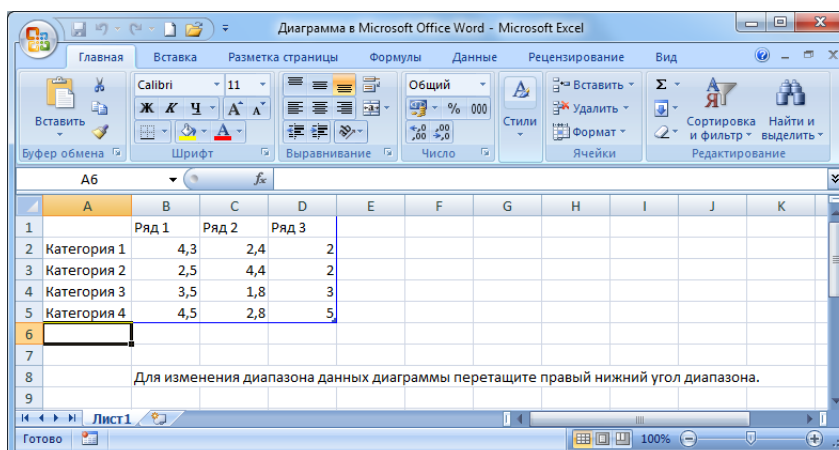 Диаграмма в Microsoft Office Word - Microsoft Excel
Главная Вставка Разметка страницы Формулы Данные Рецензирование Вид
Вставить
Буфер обмена
Calibri 11
Ж К Ч А А
А
Шрифт
Выравнивание
Общий
% 000
,0 ,00
,00 ,0
Число
Стили
Вставить
Удалить
Формат
Ячейки
Σ
Сортировка и фильтр
Найти и выделить
Редактирование
A6 fx
A B C D E F G H I J K
1 Ряд 1 Ряд 2 Ряд 3
2 Категория 1 4,3 2,4 2
3 Категория 2 2,5 4,4 2
4 Категория 3 3,5 1,8 3
5 Категория 4 4,5 2,8 5
6
7
8 Для изменения диапазона данных диаграммы перетащите правый нижний угол диапазона.
9
Лист1
Готово 100%